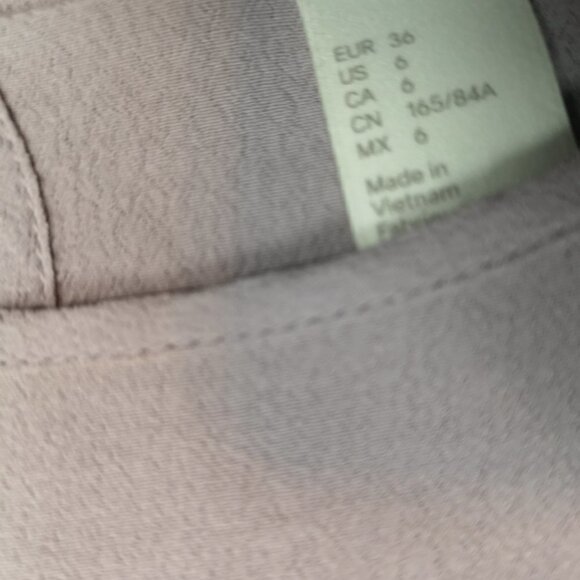 EUR 36
US 6
CA 6
CN 165/84A
MX 6
Made in
Vietnam